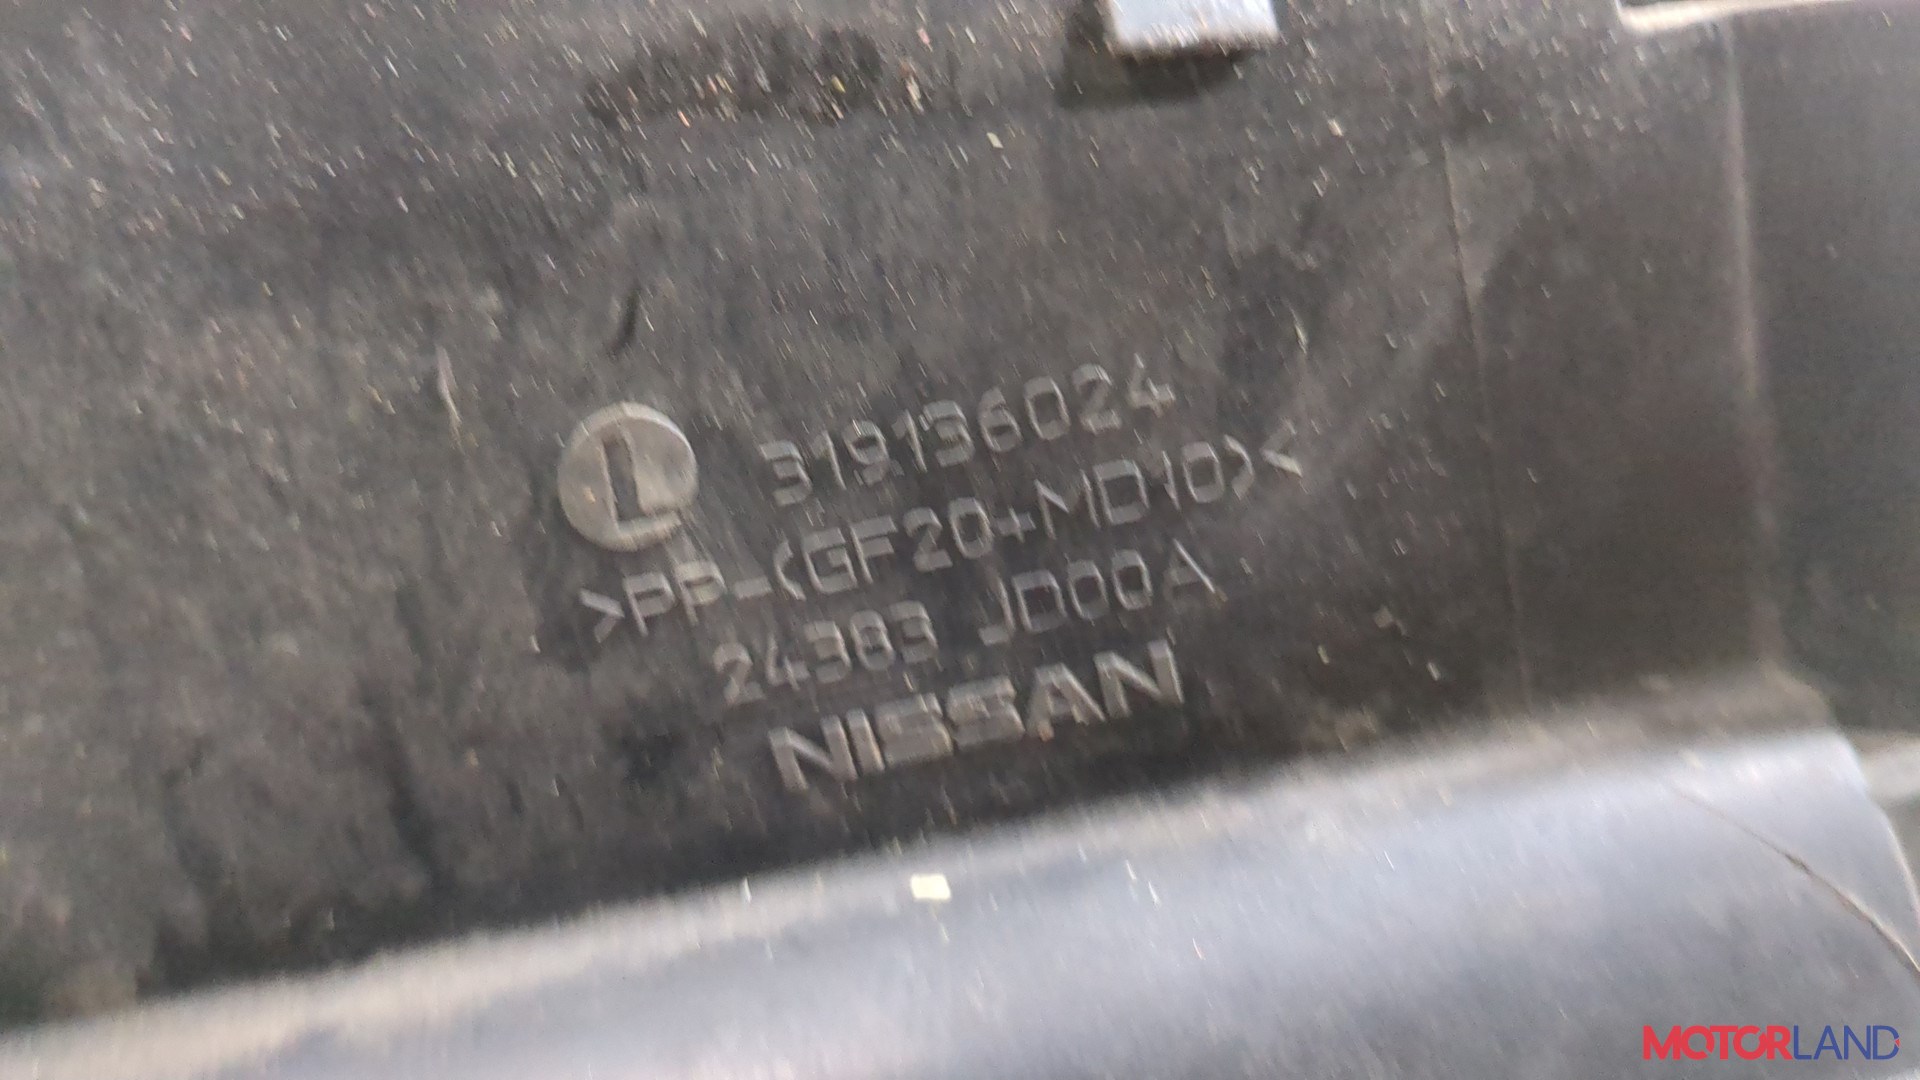 L 319136024
>PP-(GF20+MD10)<
24383 JD00A
NISSAN
MOTORLAND